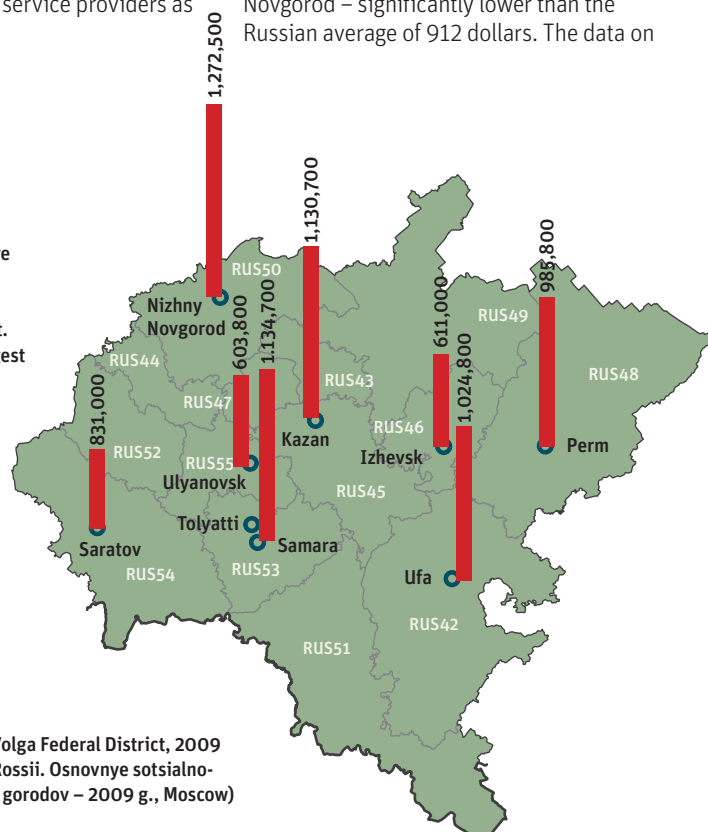 service providers as
Novgorod – significantly lower than the
Russian average of 912 dollars. The data on
1,272,500
1,130,700
985,800
611,000
603,800
1.134,700
1,024,800
831,000
RUS50
Nizhny
Novgorod
RUS49
RUS44
RUS43
RUS48
RUS47
RUS46
Kazan
Izhevsk
Perm
RUS52
RUS55
Ulyanovsk
RUS45
Tolyatti
Samara
Saratov
RUS53
RUS54
Ufa
RUS42
RUS51
re
t.
gest
Volga Federal District, 2009
Rossii. Osnovnye sotsialno-
gorodov – 2009 g., Moscow)